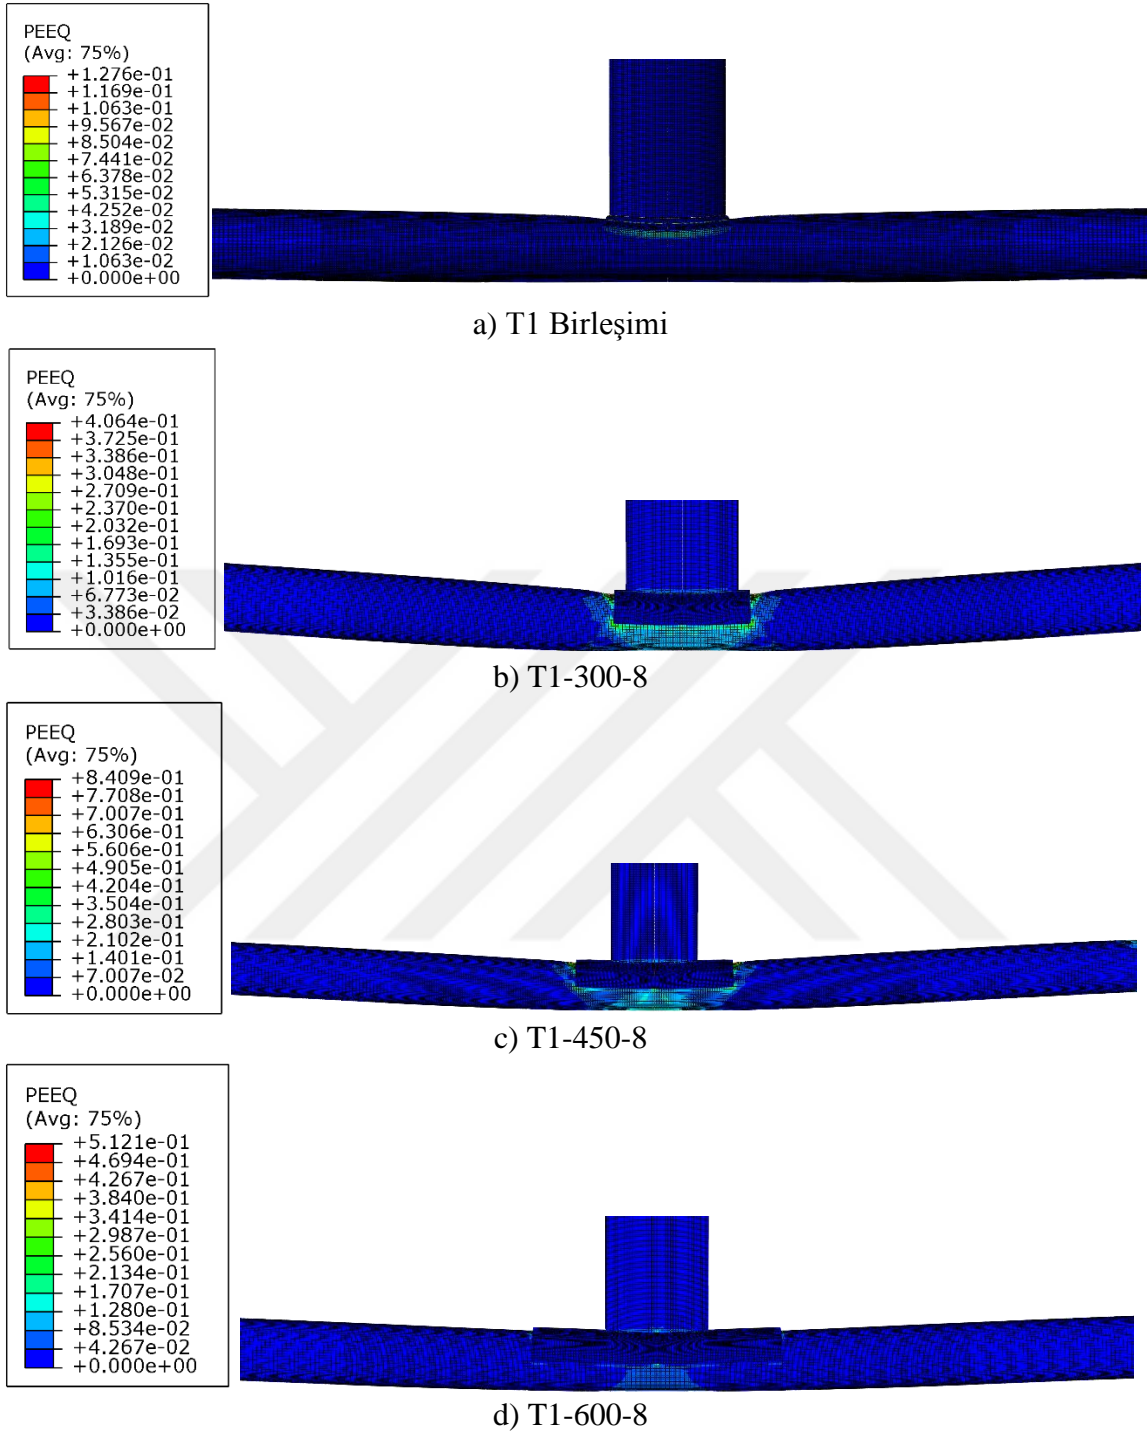 PEEQ
(Avg: 75%)
+1.276e-01
+1.169e-01
+1.063e-01
+9.567e-02
+8.504e-02
+7.441e-02
+6.378e-02
+5.315e-02
+4.252e-02
+3.189e-02
+2.126e-02
+1.063e-02
+0.000e+00
a) T1 Birleşimi
PEEQ
(Avg: 75%)
+4.064e-01
+3.725e-01
+3.386e-01
+3.048e-01
+2.709e-01
+2.370e-01
+2.032e-01
+1.693e-01
+1.355e-01
+1.016e-01
+6.773e-02
+3.386e-02
+0.000e+00
b) T1-300-8
PEEQ
(Avg: 75%)
+8.409e-01
+7.708e-01
+7.007e-01
+6.306e-01
+5.606e-01
+4.905e-01
+4.204e-01
+3.504e-01
+2.803e-01
+2.102e-01
+1.401e-01
+7.007e-02
+0.000e+00
c) T1-450-8
PEEQ
(Avg: 75%)
+5.121e-01
+4.694e-01
+4.267e-01
+3.840e-01
+3.414e-01
+2.987e-01
+2.560e-01
+2.134e-01
+1.707e-01
+1.280e-01
+8.534e-02
+4.267e-02
+0.000e+00
d) T1-600-8